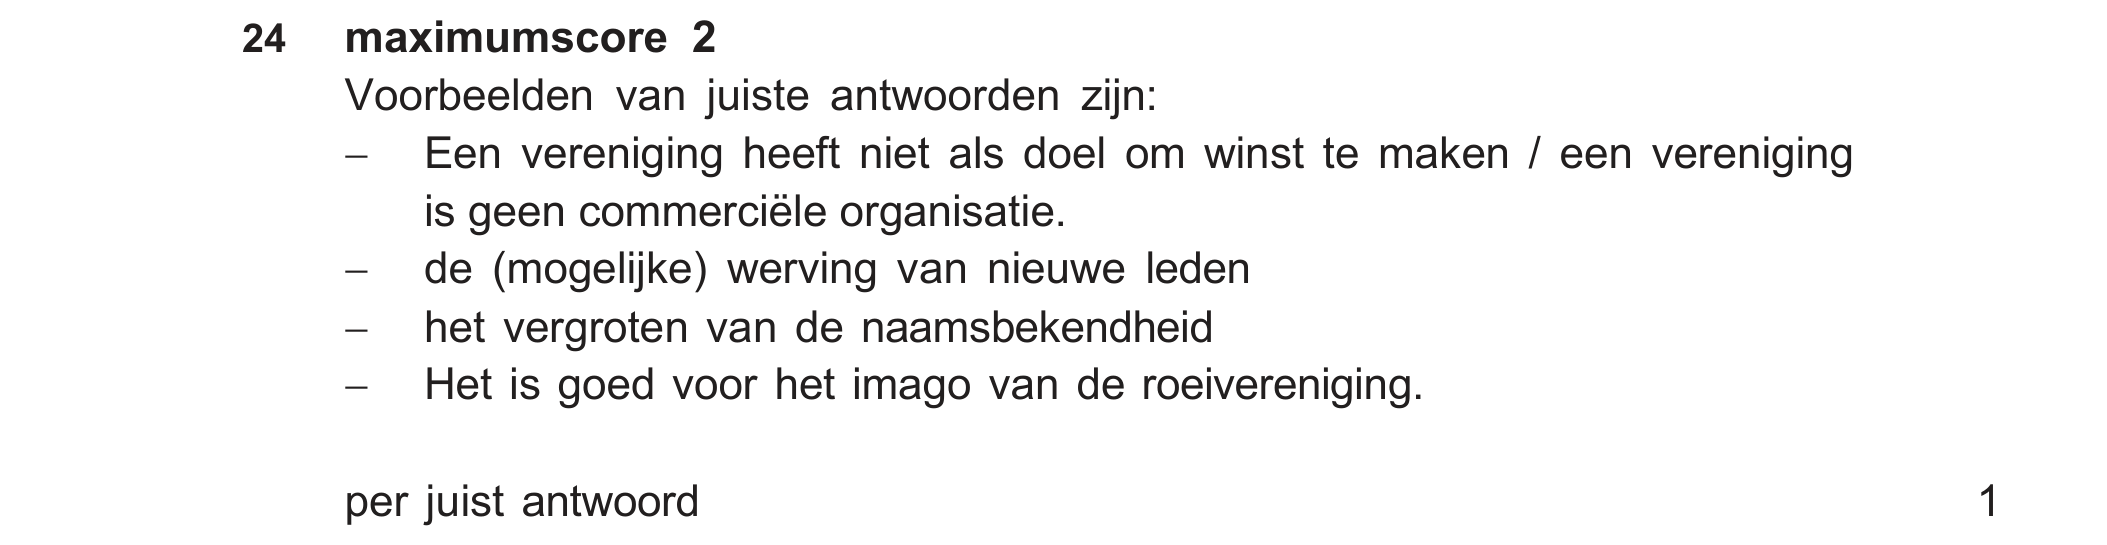 24 maximumscore 2
Voorbeelden van juiste antwoorden zijn:
– Een vereniging heeft niet als doel om winst te maken / een vereniging
is geen commerciële organisatie.
– de (mogelijke) werving van nieuwe leden
– het vergroten van de naamsbekendheid
– Het is goed voor het imago van de roeivereniging.
per juist antwoord 1